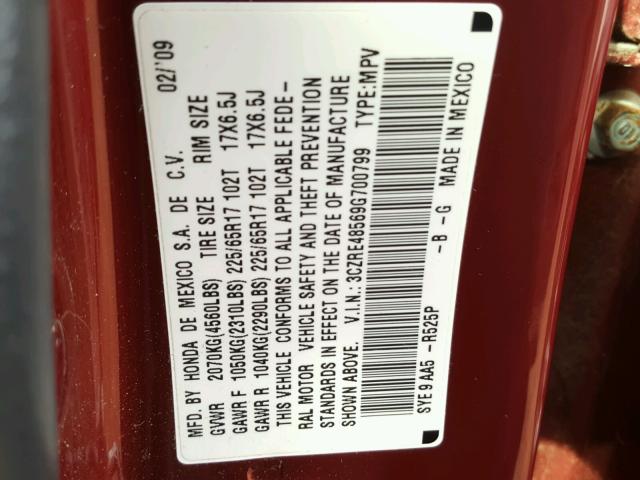 MFD. BY HONDA DE MEXICO S.A. DE C.V. 02/'09
GVWR 2070KG(4560LBS) TIRE SIZE RIM SIZE
GAWR F 1050KG(2310LBS) 225/65R17 102T 17X6.5J
GAWR R 1040KG(2290LBS) 225/65R17 102T 17X6.5J
THIS VEHICLE CONFORMS TO ALL APPLICABLE FEDE-
RAL MOTOR VEHICLE SAFETY AND THEFT PREVENTION
STANDARDS IN EFFECT ON THE DATE OF MANUFACTURE
SHOWN ABOVE. V.I.N.: 3CZRE48569G700799 TYPE:MPV
SYE 9 AA5 -R525P -B -G MADE IN MEXICO